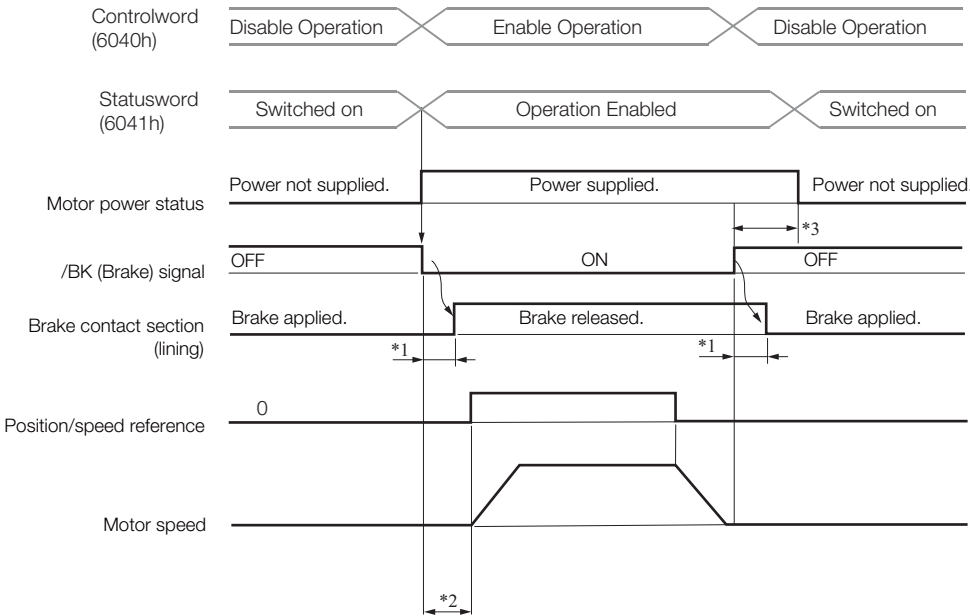 Controlword
(6040h)
Disable Operation
Enable Operation
Disable Operation
Statusword
(6041h)
Switched on
Operation Enabled
Switched on
Motor power status
Power not supplied.
Power supplied.
Power not supplied.
*3
/BK (Brake) signal
OFF
ON
OFF
Brake contact section
(lining)
Brake applied.
Brake released.
Brake applied.
*1
*1
Position/speed reference
0
Motor speed
*2